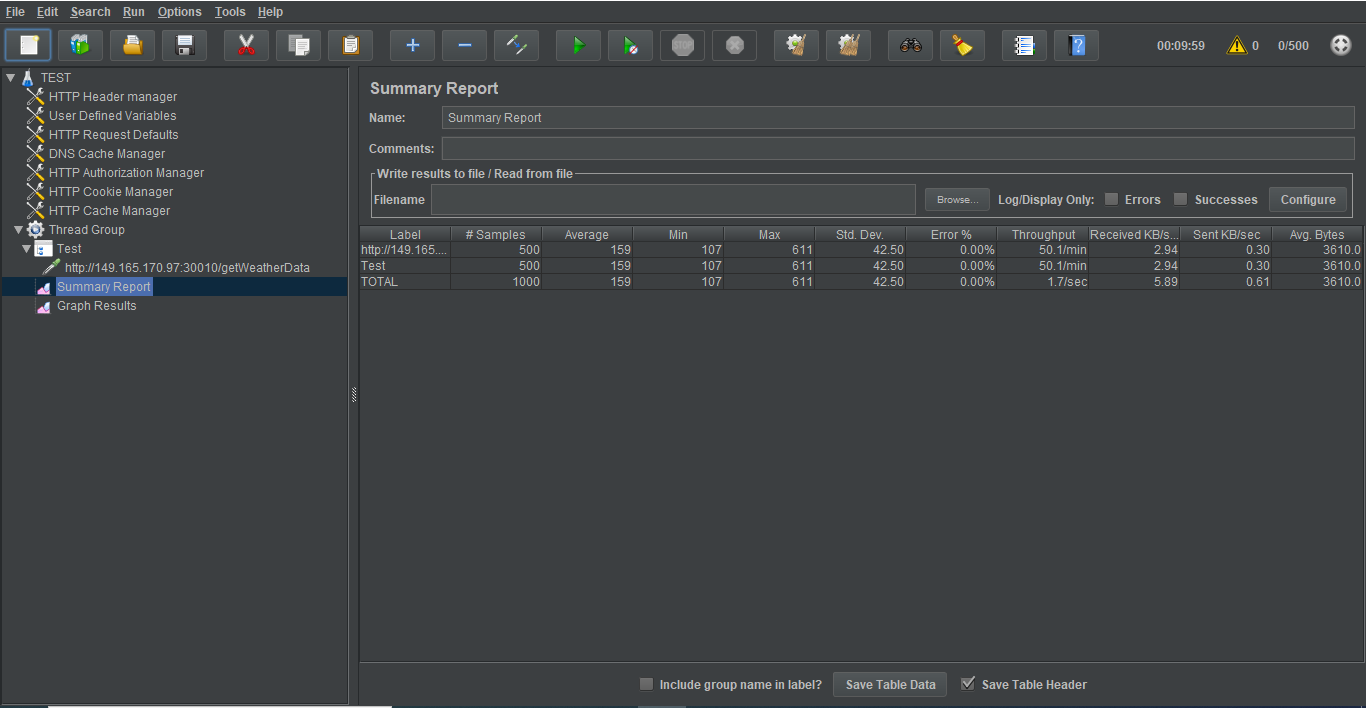 File Edit Search Run Options Tools Help
STOP 00:09:59 0 0/500
TEST
HTTP Header manager
User Defined Variables
HTTP Request Defaults
DNS Cache Manager
HTTP Authorization Manager
HTTP Cookie Manager
HTTP Cache Manager
Thread Group
Test
http://149.165.170.97:30010/getWeatherData
Summary Report
Graph Results
Summary Report
Name: Summary Report
Comments:
Write results to file / Read from file
Filename Browse... Log/Display Only: Errors Successes Configure
Label # Samples Average Min Max Std. Dev. Error % Throughput Received KB/s... Sent KB/sec Avg. Bytes
http://149.165.... 500 159 107 611 42.50 0.00% 50.1/min 2.94 0.30 3610.0
Test 500 159 107 611 42.50 0.00% 50.1/min 2.94 0.30 3610.0
TOTAL 1000 159 107 611 42.50 0.00% 1.7/sec 5.89 0.61 3610.0
Include group name in label? Save Table Data Save Table Header